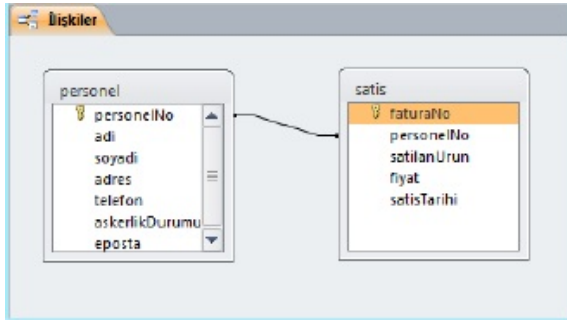 İlişkiler
personel
personelNo
adi
soyadi
adres
telefon
askerlikDurumu
eposta
satis
faturaNo
personelNo
satilanUrun
fiyat
satisTarihi